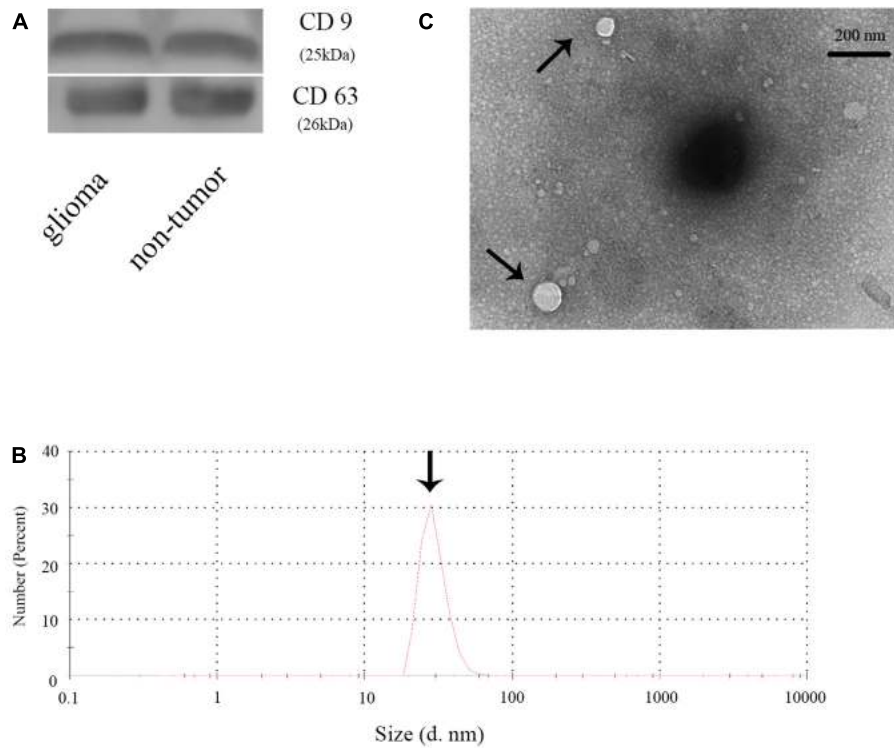 A
CD 9
(25kDa)
CD 63
(26kDa)
glioma
non-tumor
C
200 nm
B
Number (Percent)
40
30
20
10
0
0.1 1 10 100 1000 10000
Size (d. nm)